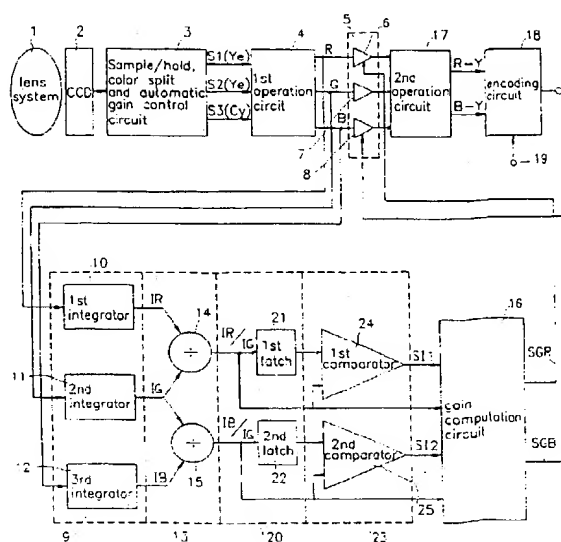 1 2 3 4 5 6 17 18
lens system
CCD
Sample/hold, color split and automatic gain control circuit
S1(Ye)
S2(Ye)
S3(Cy)
1st operation circit
R
G
B
7
8
2nd operation circuit
R-Y
B-Y
encoding circuit
19
10
1st integrator
IR
14
÷
IR/IG
21
1st latch
24
1st comparator
SI1
16
SGR
11
2nd integrator
IG
gain computation circuit
12
3rd integrator
IB
÷
15
IB/IG
2nd latch
22
2nd comparator
25
SI2
SGB
9 13 20 23